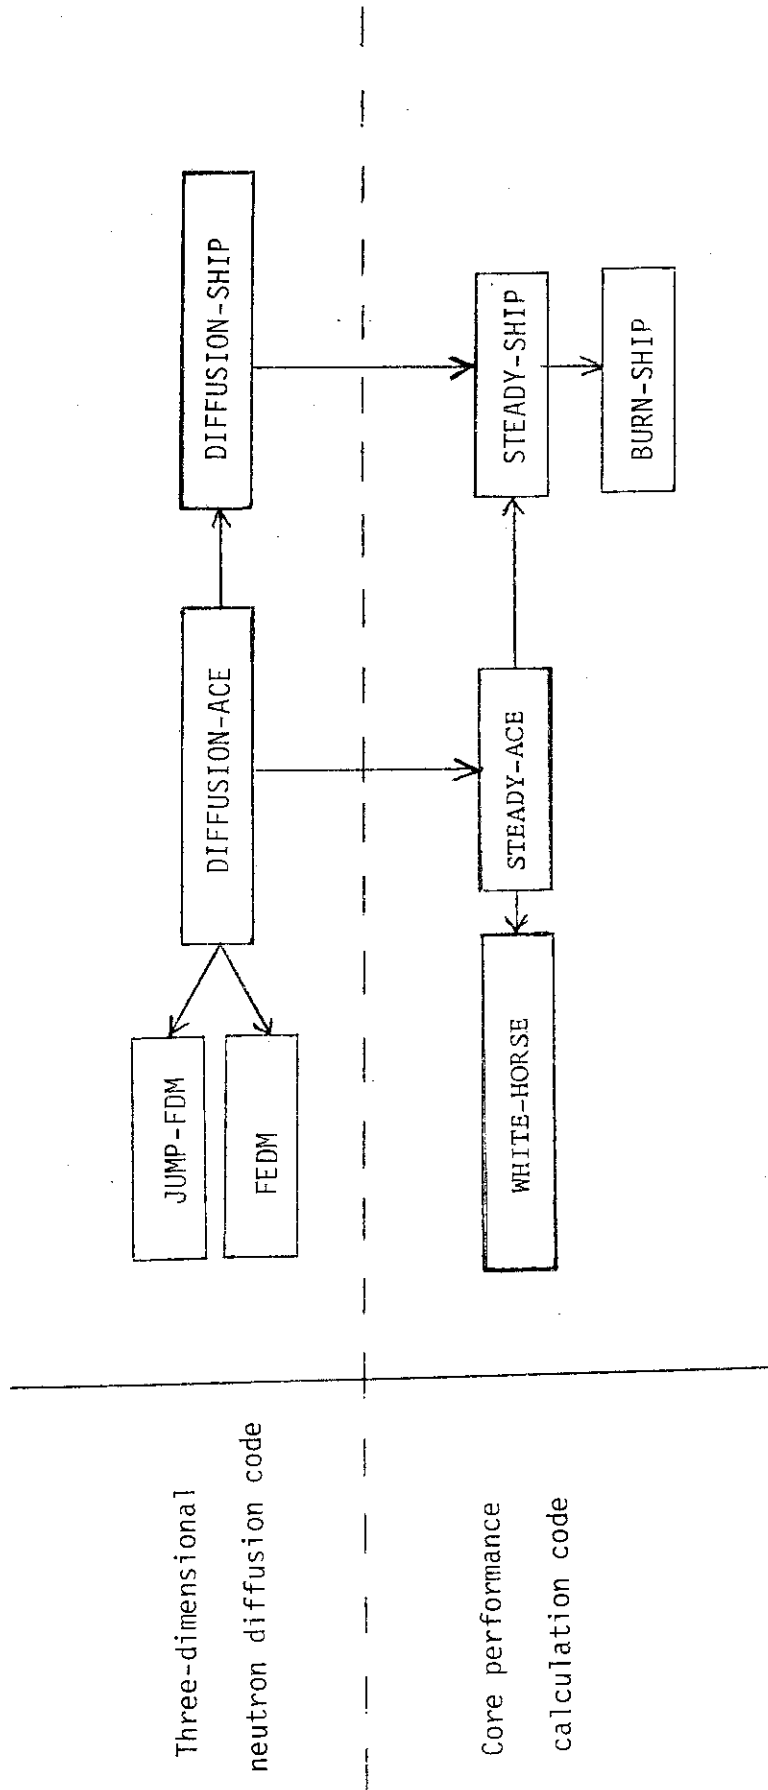 Three-dimensional
neutron diffusion code
JUMP-FDM
FEDM
DIFFUSION-ACE
DIFFUSION-SHIP
Core performance
calculation code
WHITE-HORSE
STEADY-ACE
STEADY-SHIP
BURN-SHIP